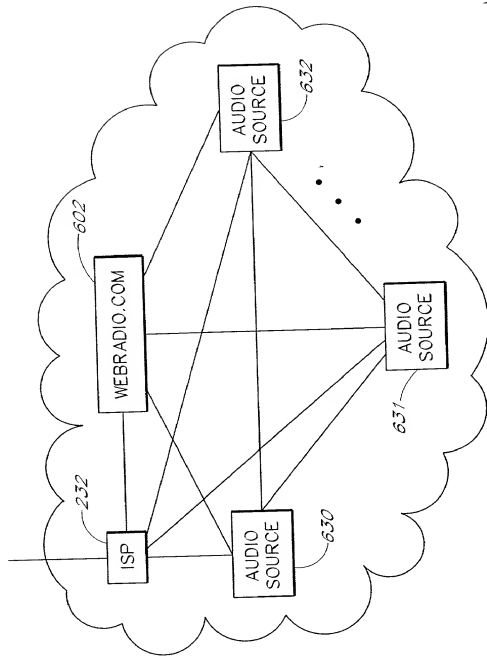 232
ISP
602
WEBRADIO.COM
AUDIO
SOURCE
630
AUDIO
SOURCE
631
AUDIO
SOURCE
632